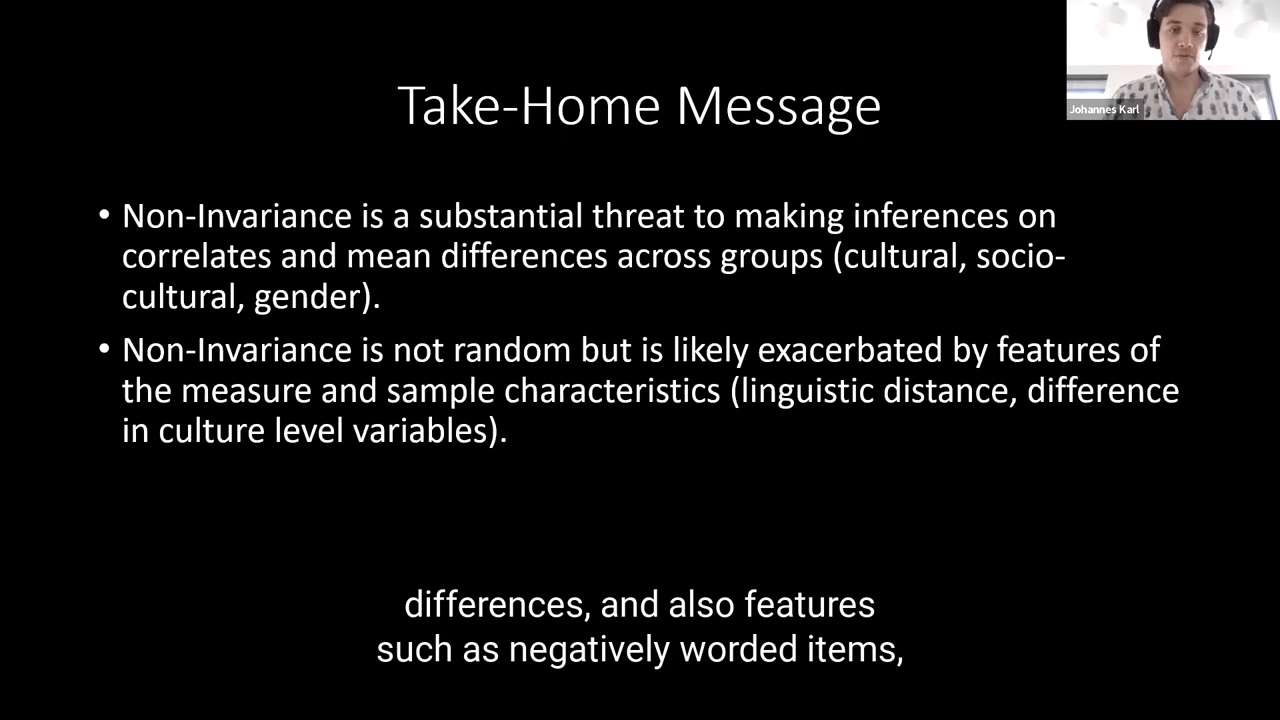 Johannes Karl
Take-Home Message
• Non-Invariance is a substantial threat to making inferences on
correlates and mean differences across groups (cultural, socio-
cultural, gender).
• Non-Invariance is not random but is likely exacerbated by features of
the measure and sample characteristics (linguistic distance, difference
in culture level variables).
differences, and also features
such as negatively worded items,